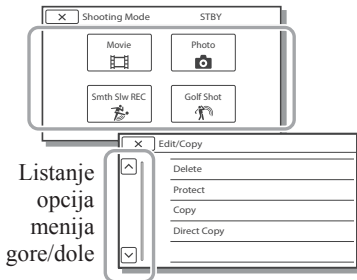 Shooting Mode STBY
Movie Photo
Smth Slw REC Golf Shot
Edit/Copy
Delete
Protect
Copy
Direct Copy
Listanje
opcija
menija
gore/dole